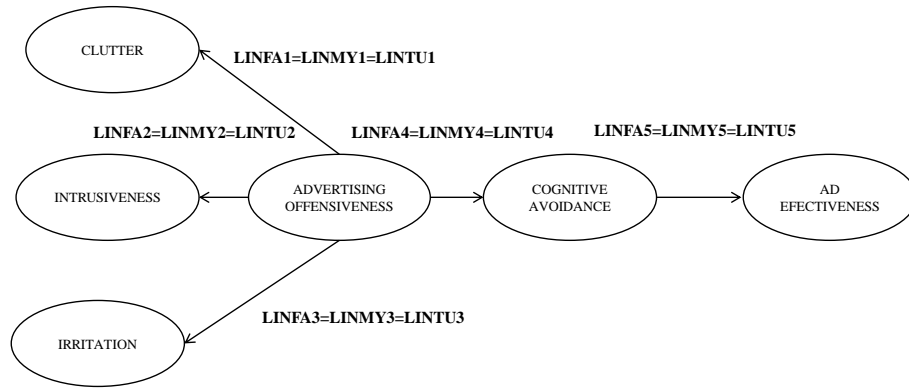 CLUTTER
LINFA1=LINMY1=LINTU1
LINFA2=LINMY2=LINTU2
LINFA4=LINMY4=LINTU4
LINFA5=LINMY5=LINTU5
INTRUSIVENESS
ADVERTISING
OFFENSIVENESS
COGNITIVE
AVOIDANCE
AD
EFECTIVENESS
LINFA3=LINMY3=LINTU3
IRRITATION